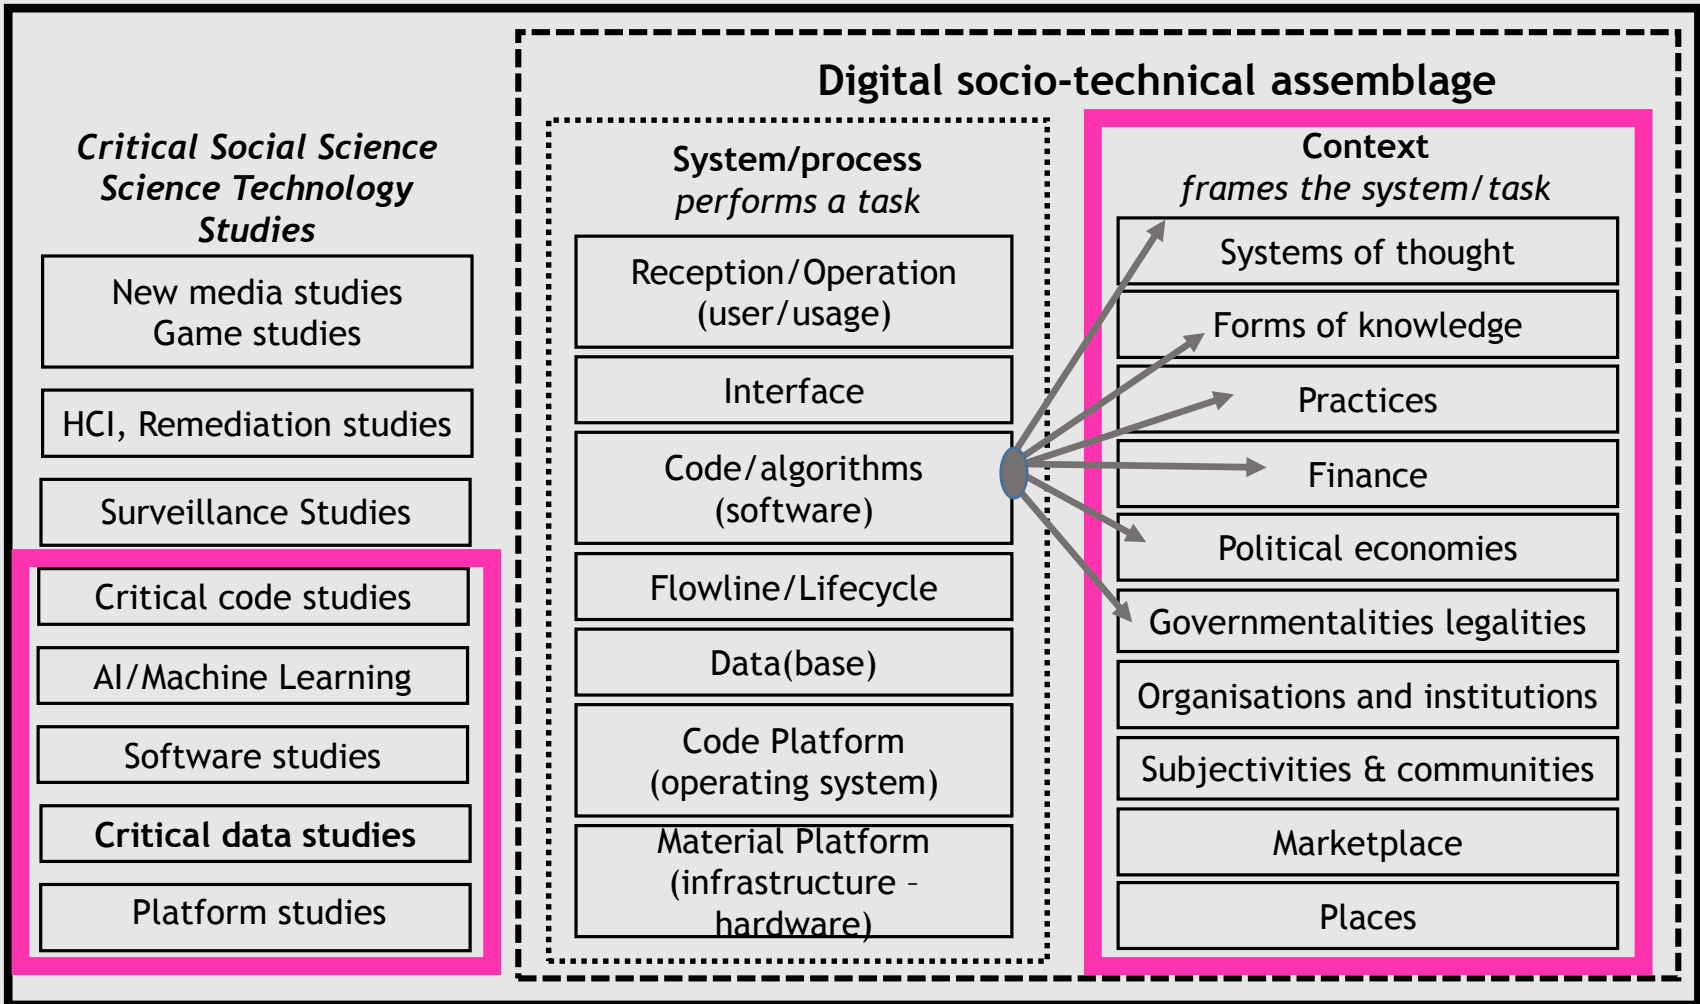 Digital socio-technical assemblage
Critical Social Science
Science Technology
Studies
New media studies
Game studies
HCI, Remediation studies
Surveillance Studies
Critical code studies
AI/Machine Learning
Software studies
Critical data studies
Platform studies
System/process
performs a task
Reception/Operation
(user/usage)
Interface
Code/algorithms
(software)
Flowline/Lifecycle
Data(base)
Code Platform
(operating system)
Material Platform
(infrastructure –
hardware)
Context
frames the system/task
Systems of thought
Forms of knowledge
Practices
Finance
Political economies
Governmentalities legalities
Organisations and institutions
Subjectivities & communities
Marketplace
Places